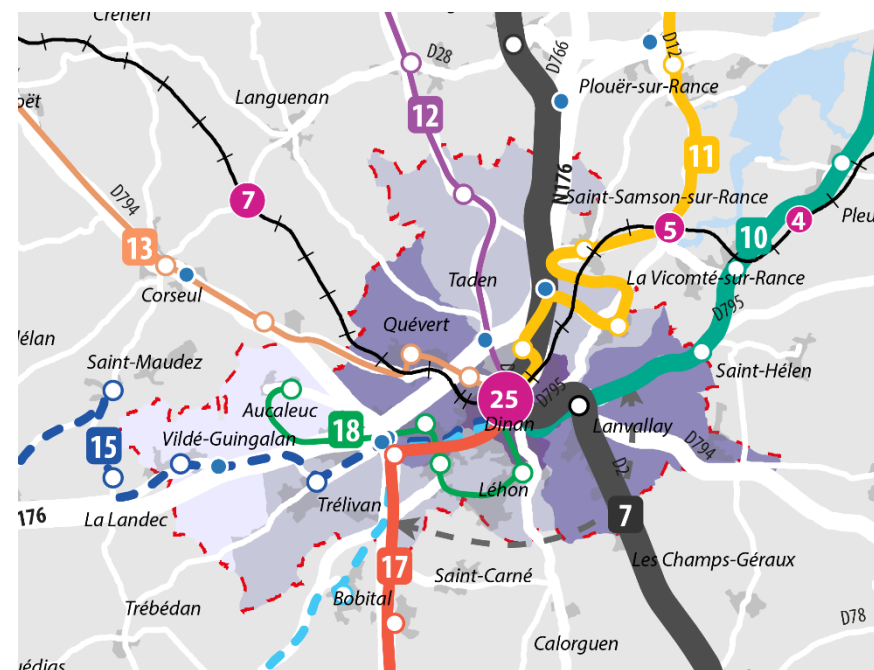 Créhen
D28
D766
D12
Plouër-sur-Rance
oët
Languenan
12
11
N176
D794
7
Saint-Samson-sur-Rance
5
4
10
Pleu
13
Taden
La Vicomté-sur-Rance
Corseul
D795
Quévert
élan
Saint-Maudez
Saint-Hélen
25
D795
Aucaleuc
18
Dinan
Lanvallay
15
Vildé-Guingalan
D794
D2
Léhon
Trélivan
La Landec
176
7
Les Champs-Géraux
17
Saint-Carné
Bobital
Trébédan
D78
Calorguen
uédias